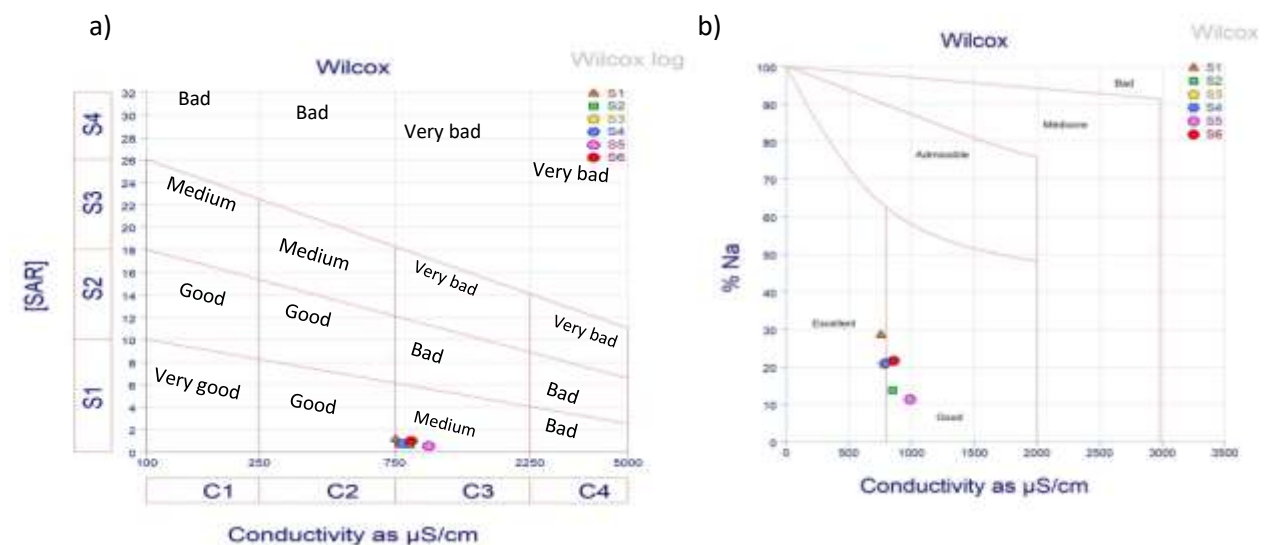 a)
Wilcox
Wilcox log
S1
S2
S3
S4
S5
S6
[SAR]
S4
S3
S2
S1
32
30
28
26
24
22
20
18
16
14
12
10
8
6
4
2
0
Bad
Bad
Very bad
Very bad
Medium
Medium
Very bad
Very bad
Good
Good
Bad
Bad
Very good
Good
Medium
Bad
100
250
750
2250
5000
C1
C2
C3
C4
Conductivity as µS/cm
b)
Wilcox
Wilcox
S1
S2
S3
S4
S5
S6
% Na
100
90
80
70
60
50
40
30
20
10
0
Bad
Médiocre
Admissible
Excellent
Good
0
500
1000
1500
2000
2500
3000
3500
Conductivity as µS/cm